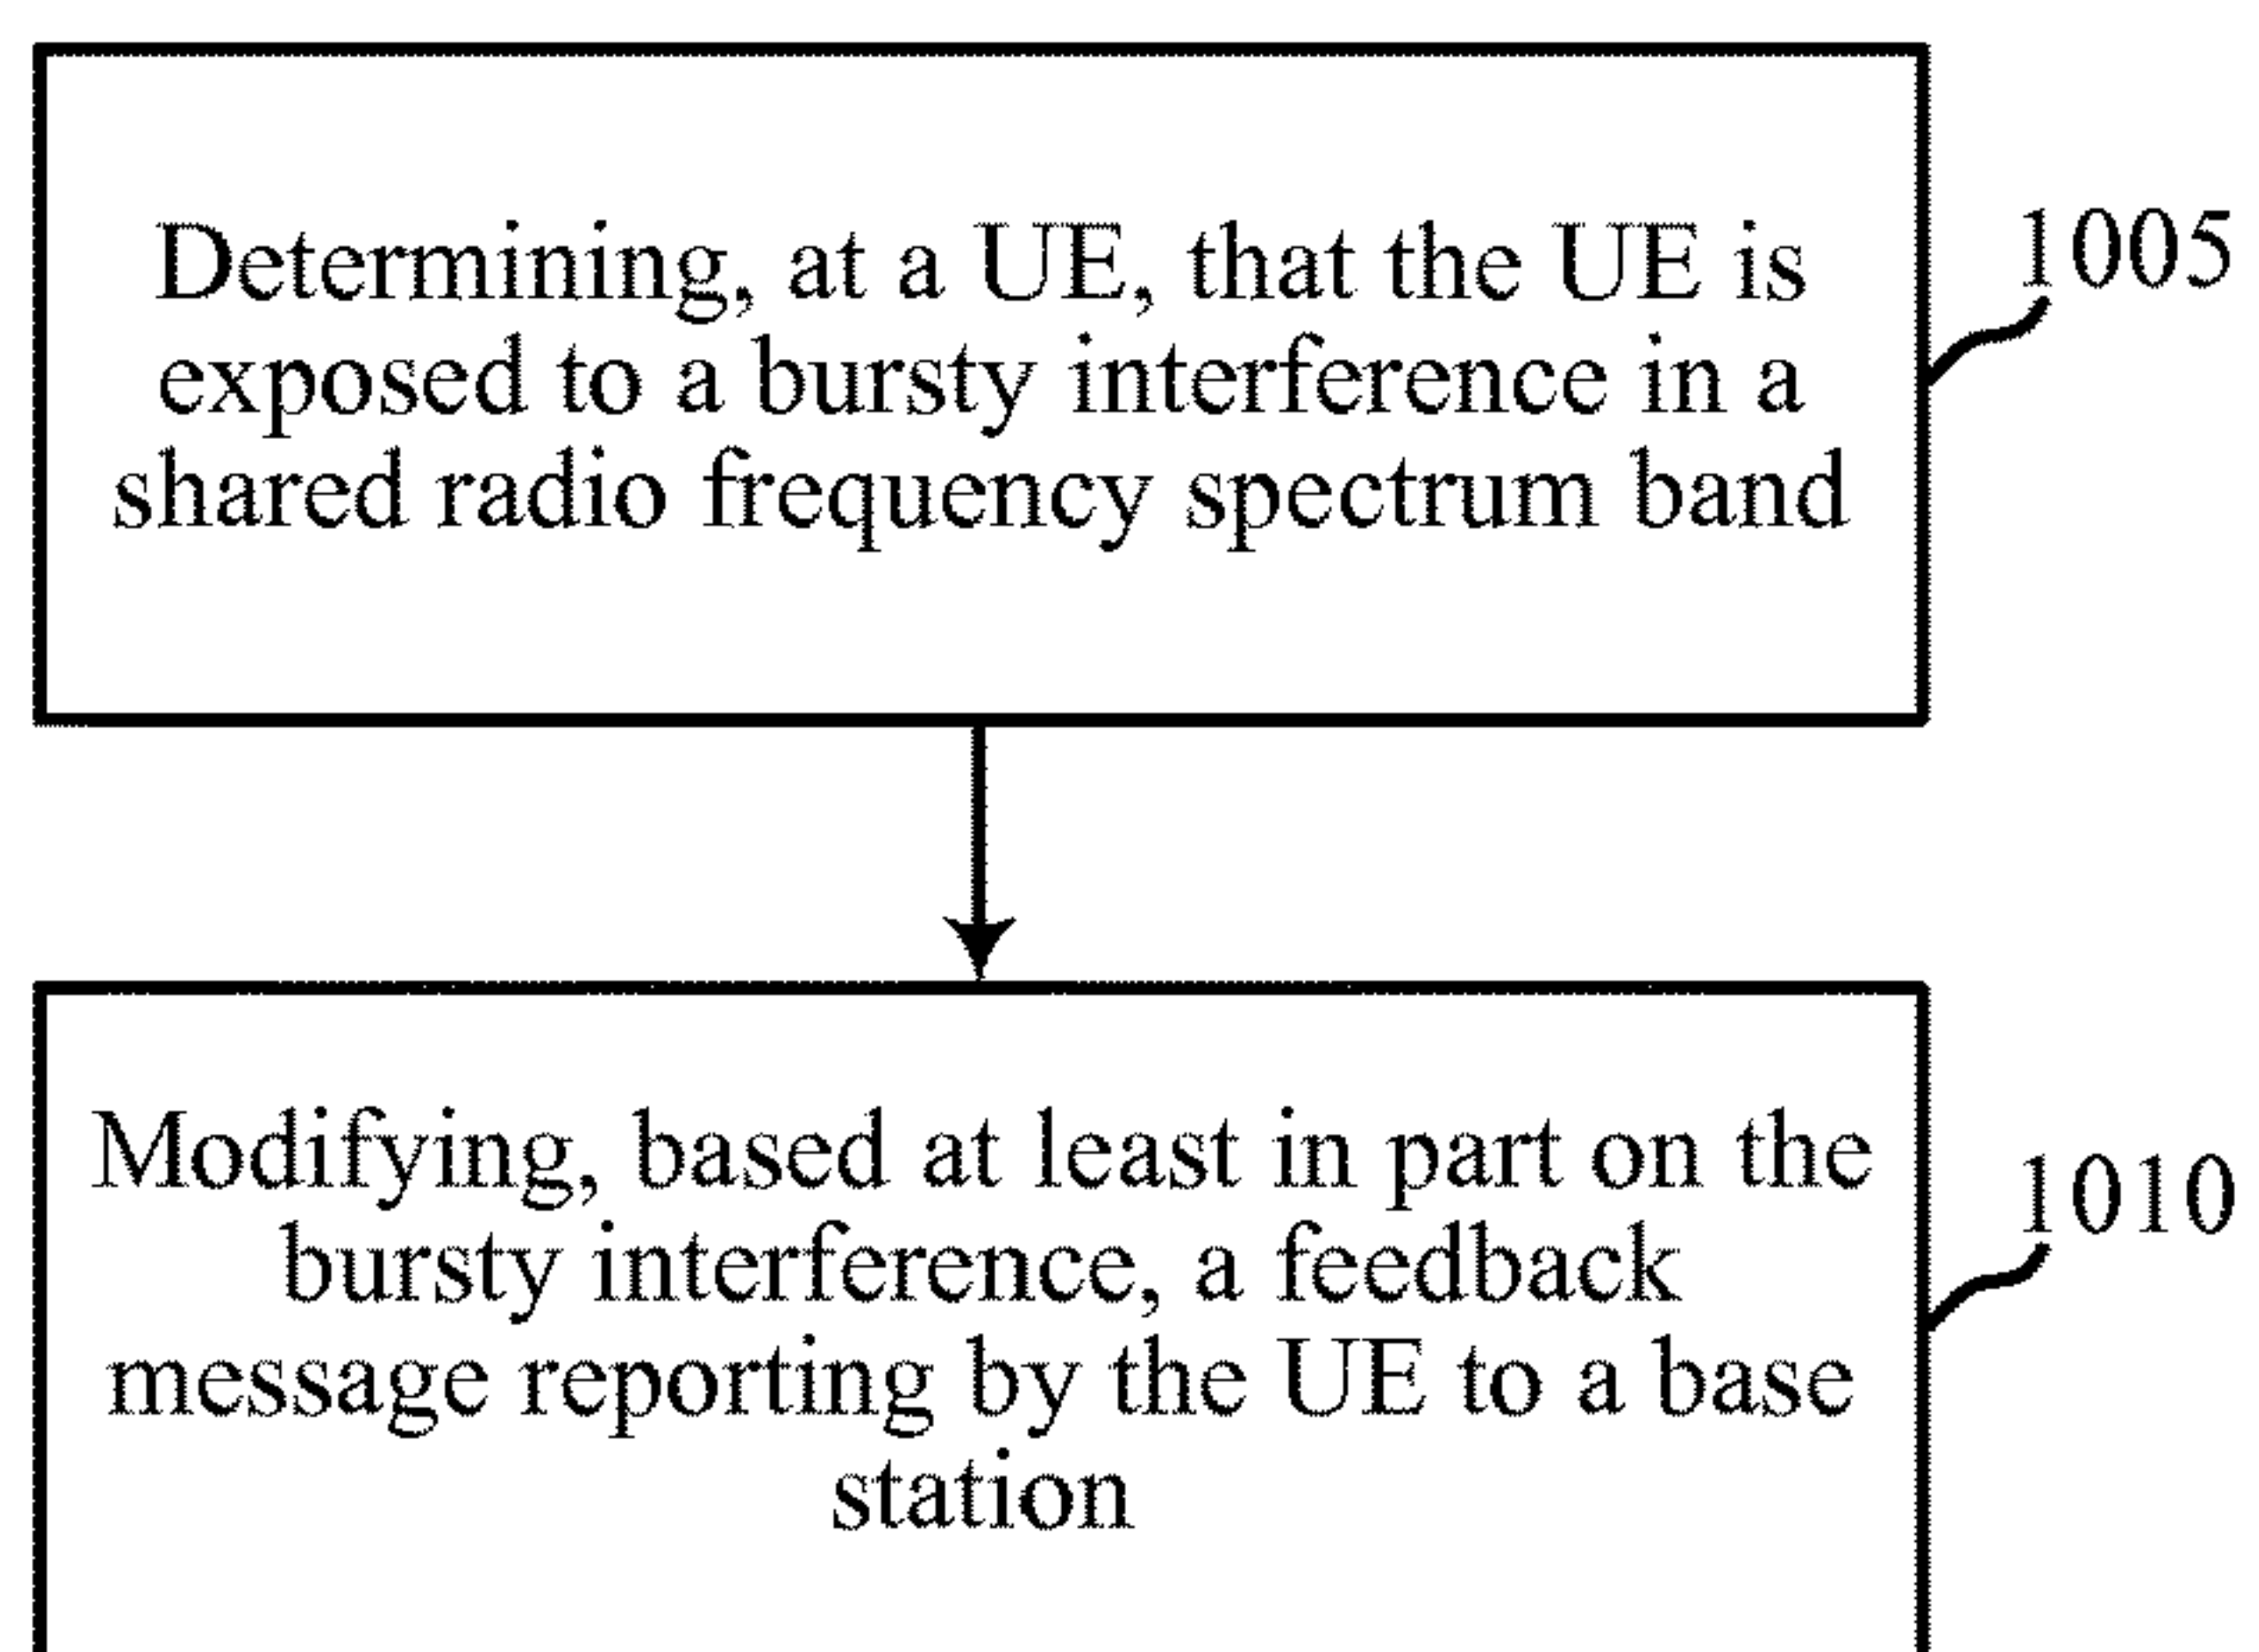 Determining, at a UE, that the UE is
exposed to a bursty interference in a
shared radio frequency spectrum band
1005
Modifying, based at least in part on the
bursty interference, a feedback
message reporting by the UE to a base
station
1010